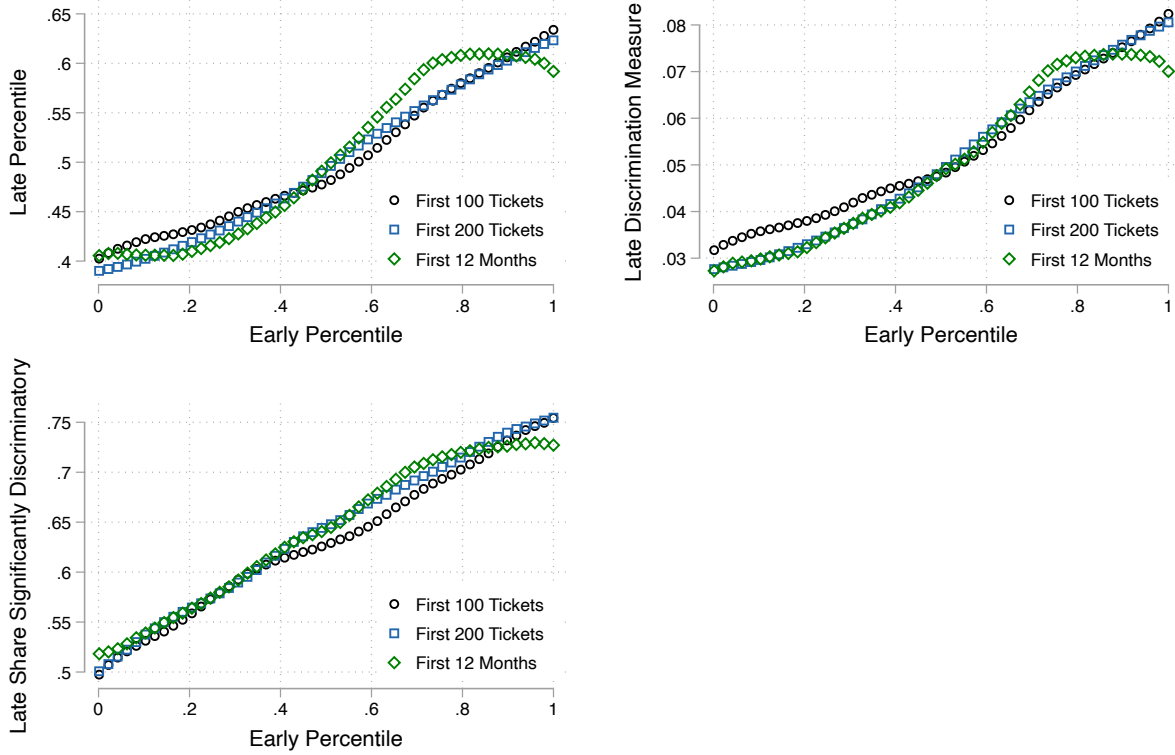 Late Percentile
.65
.6
.55
.5
.45
.4
First 100 Tickets
First 200 Tickets
First 12 Months
0 .2 .4 .6 .8 1
Early Percentile
Late Discrimination Measure
.08
.07
.06
.05
.04
.03
First 100 Tickets
First 200 Tickets
First 12 Months
0 .2 .4 .6 .8 1
Early Percentile
Late Share Significantly Discriminatory
.75
.7
.65
.6
.55
.5
First 100 Tickets
First 200 Tickets
First 12 Months
0 .2 .4 .6 .8 1
Early Percentile